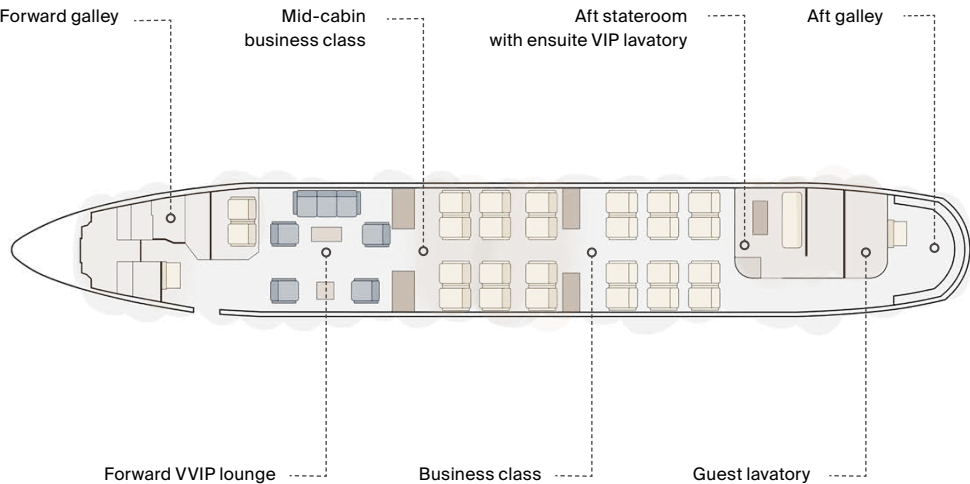 Forward galley
Mid-cabin
business class
Aft stateroom
with ensuite VIP lavatory
Aft galley
Forward VVIP lounge
Business class
Guest lavatory